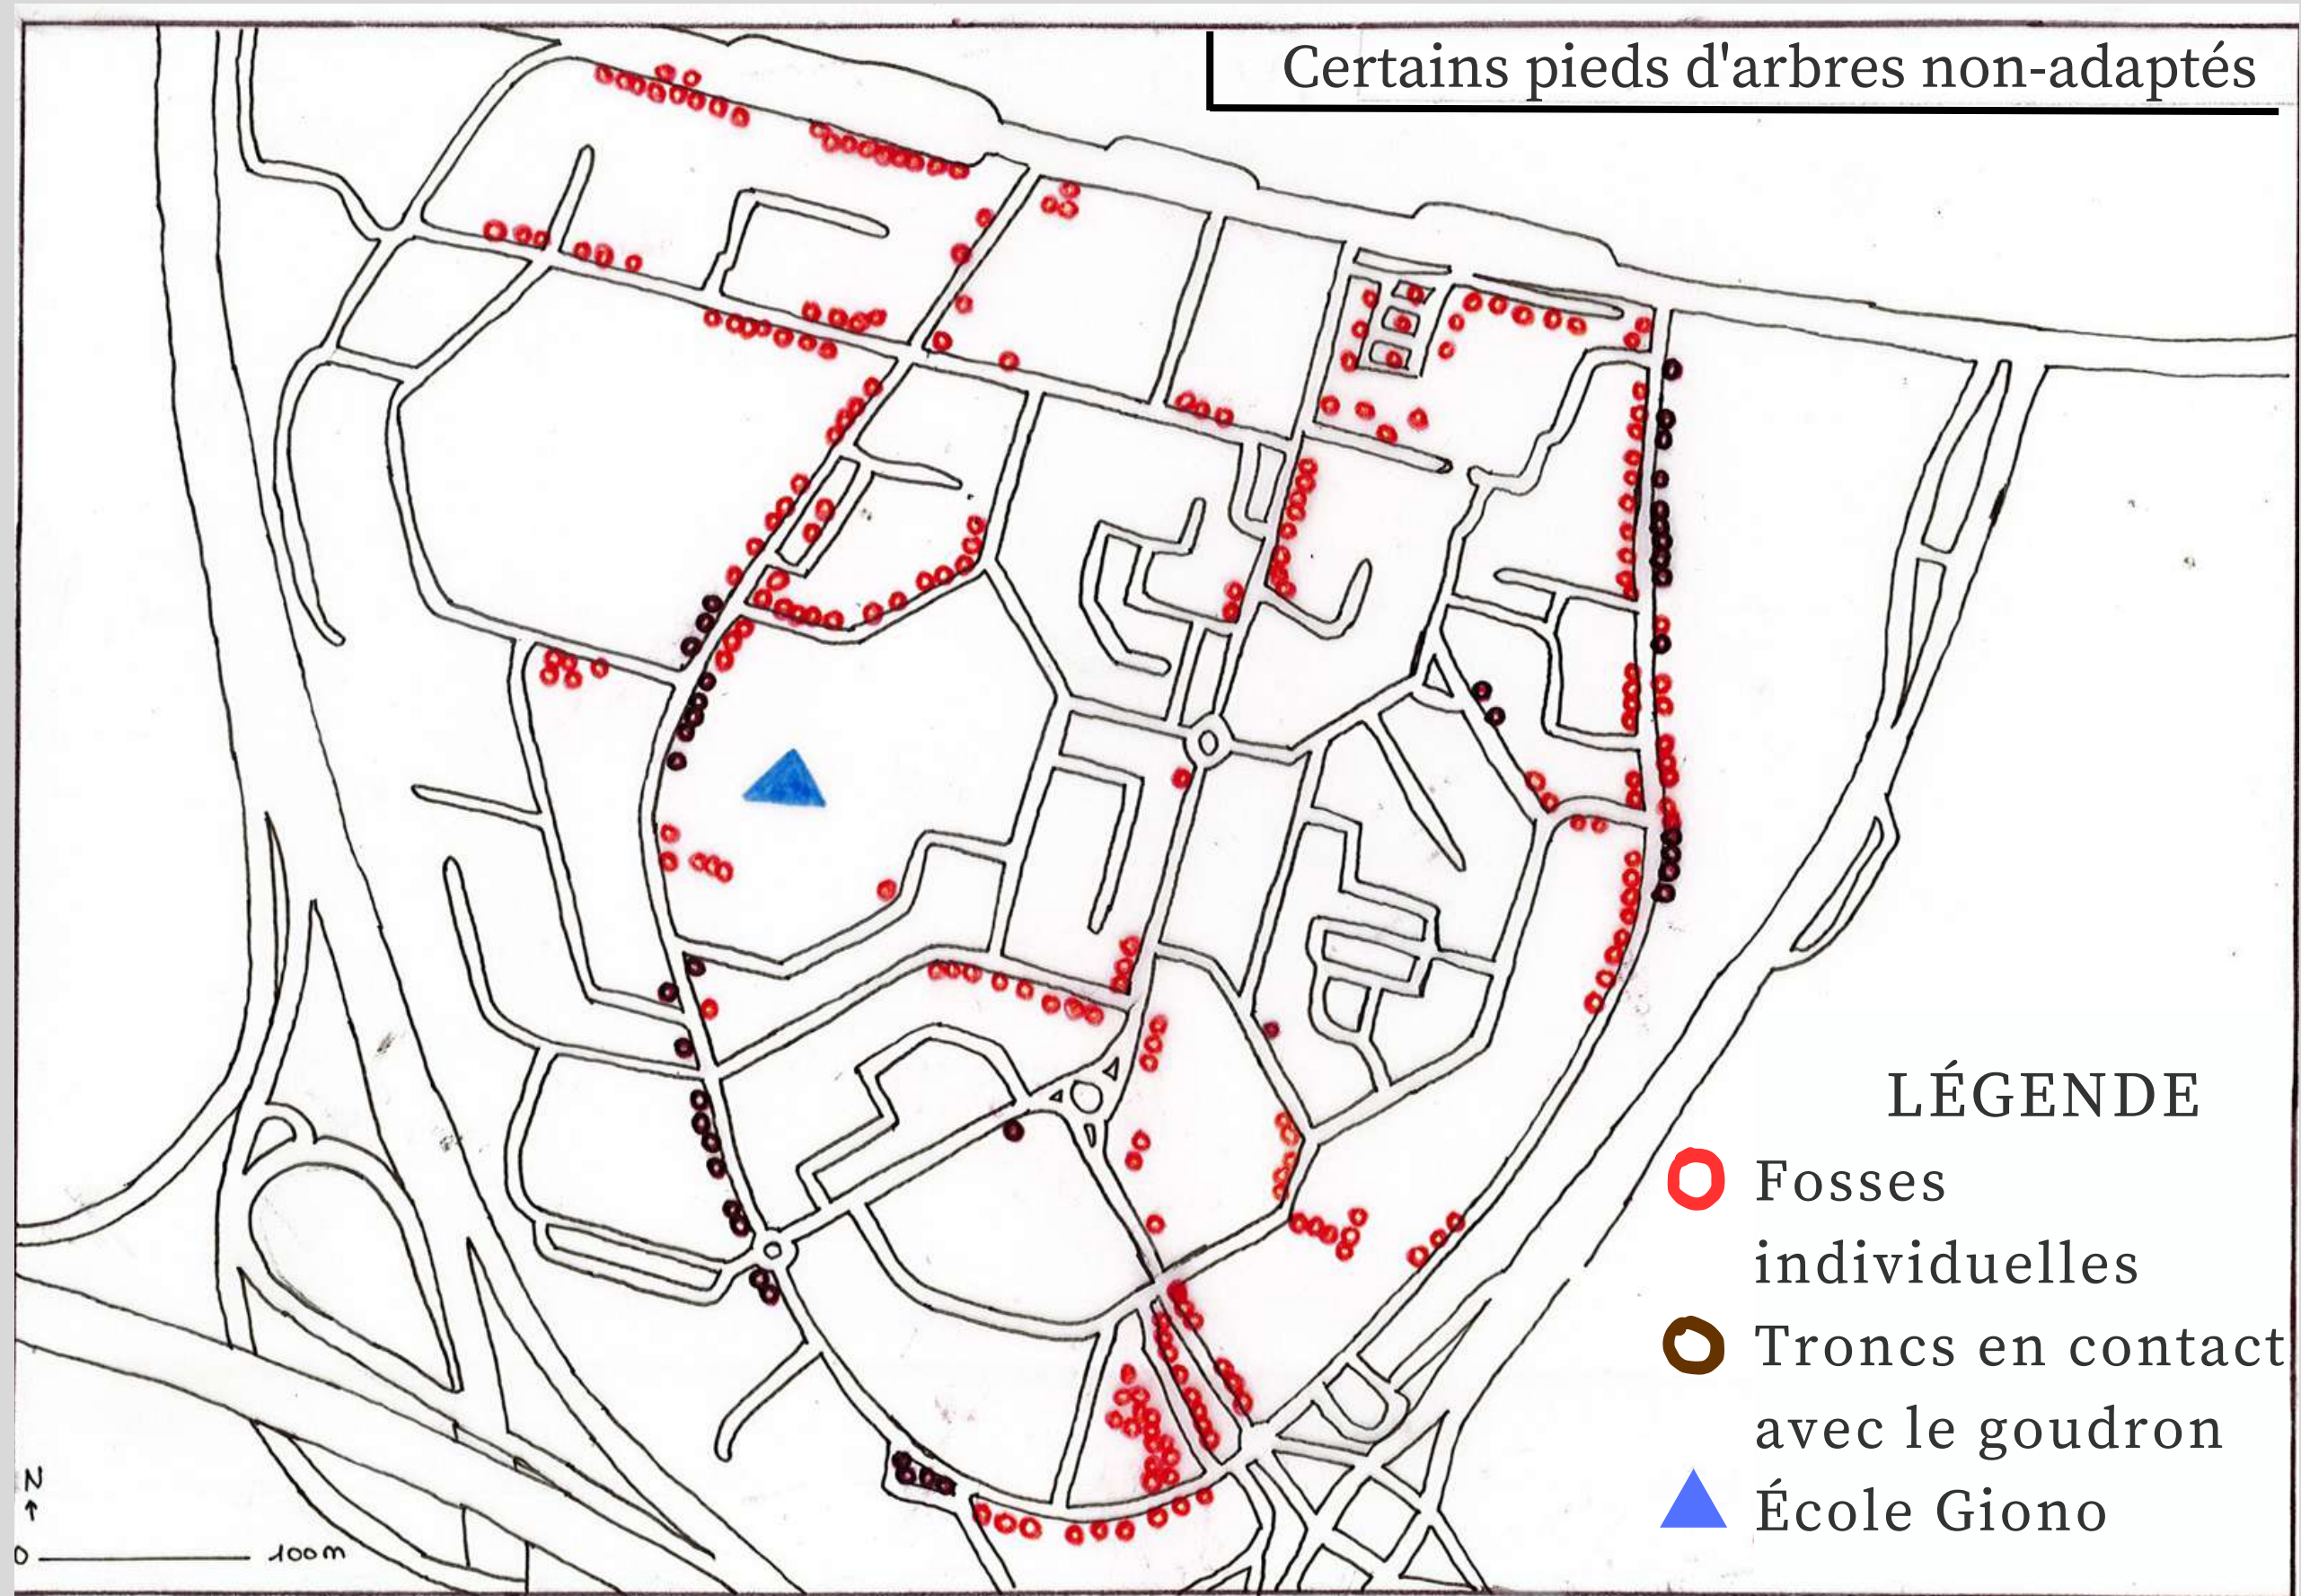 Certains pieds d'arbres non-adaptés
LÉGENDE
Fosses
individuelles
Troncs en contact
avec le goudron
École Giono
N
0 100m